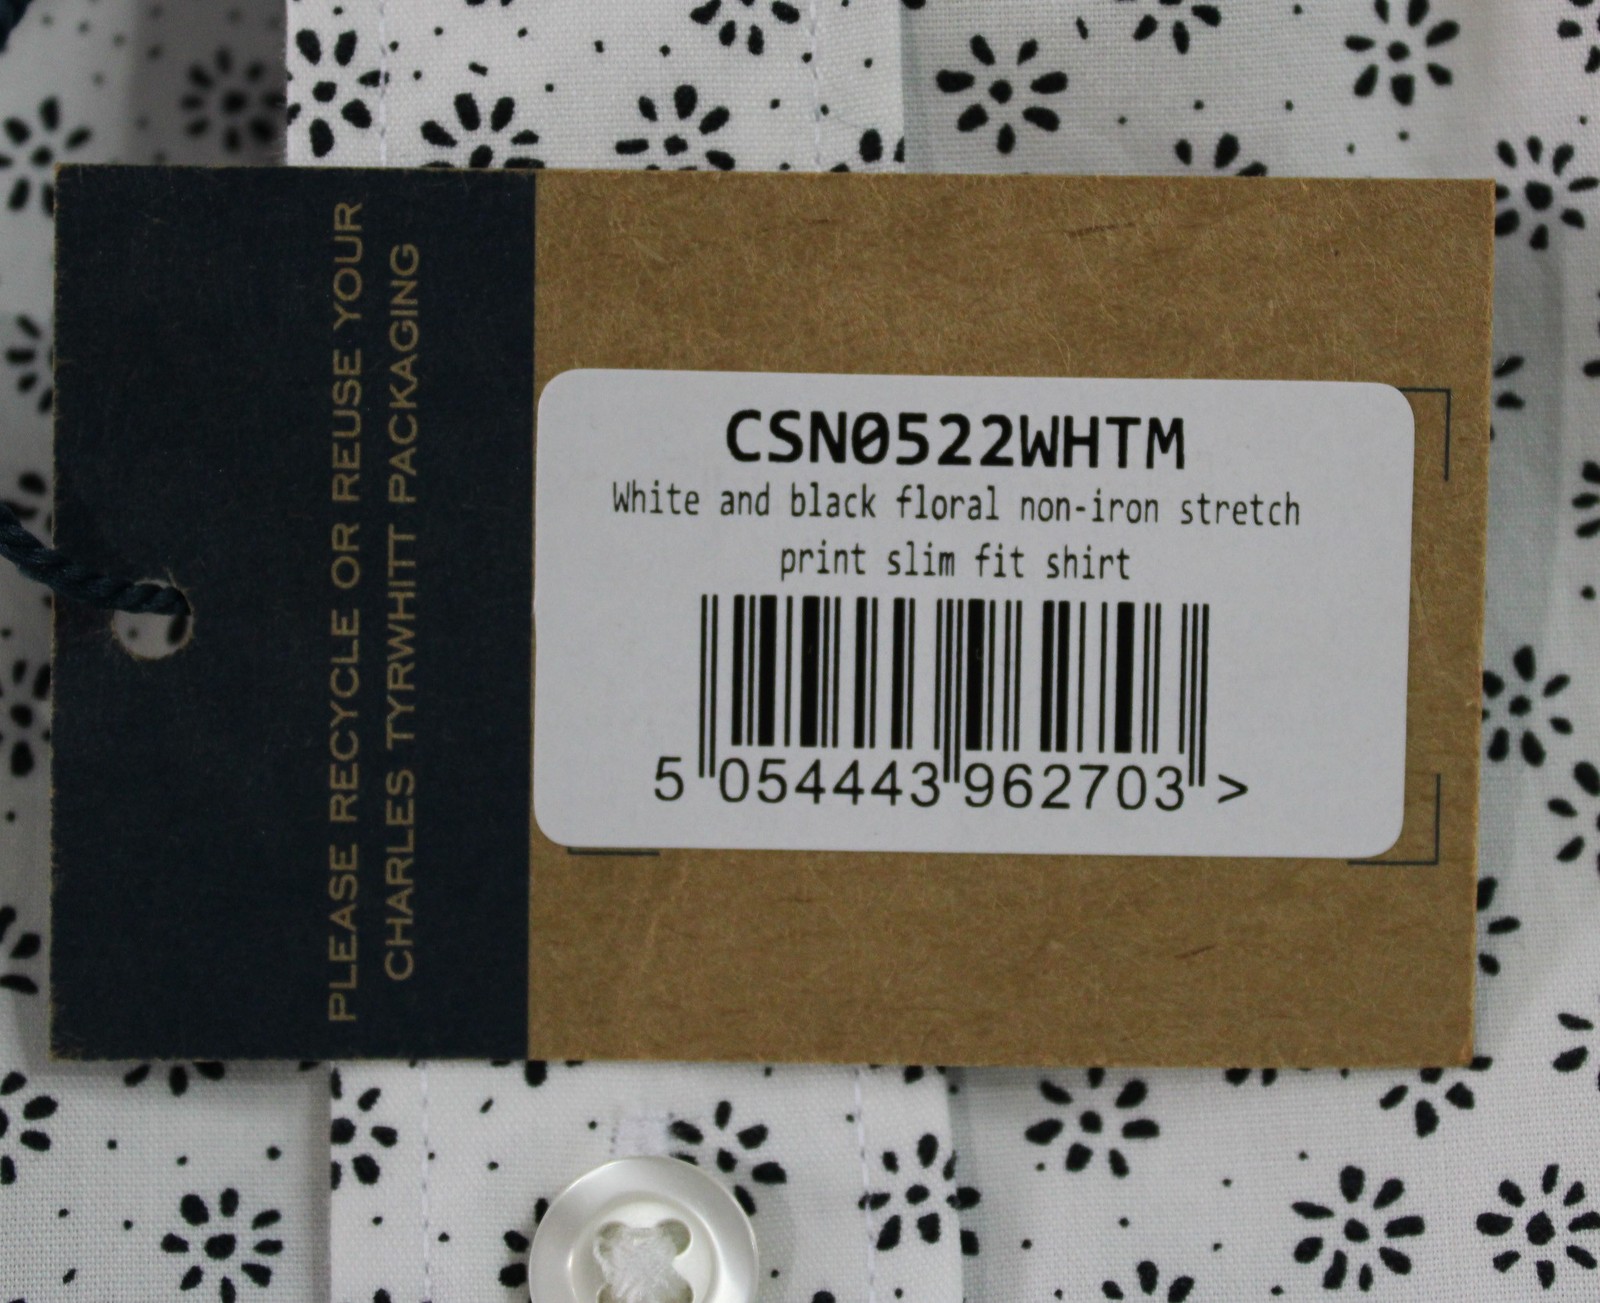 PLEASE RECYCLE OR REUSE YOUR
CHARLES TYRWHITT PACKAGING
CSN0522WHTM
White and black floral non-iron stretch
print slim fit shirt
5 054443 962703 >